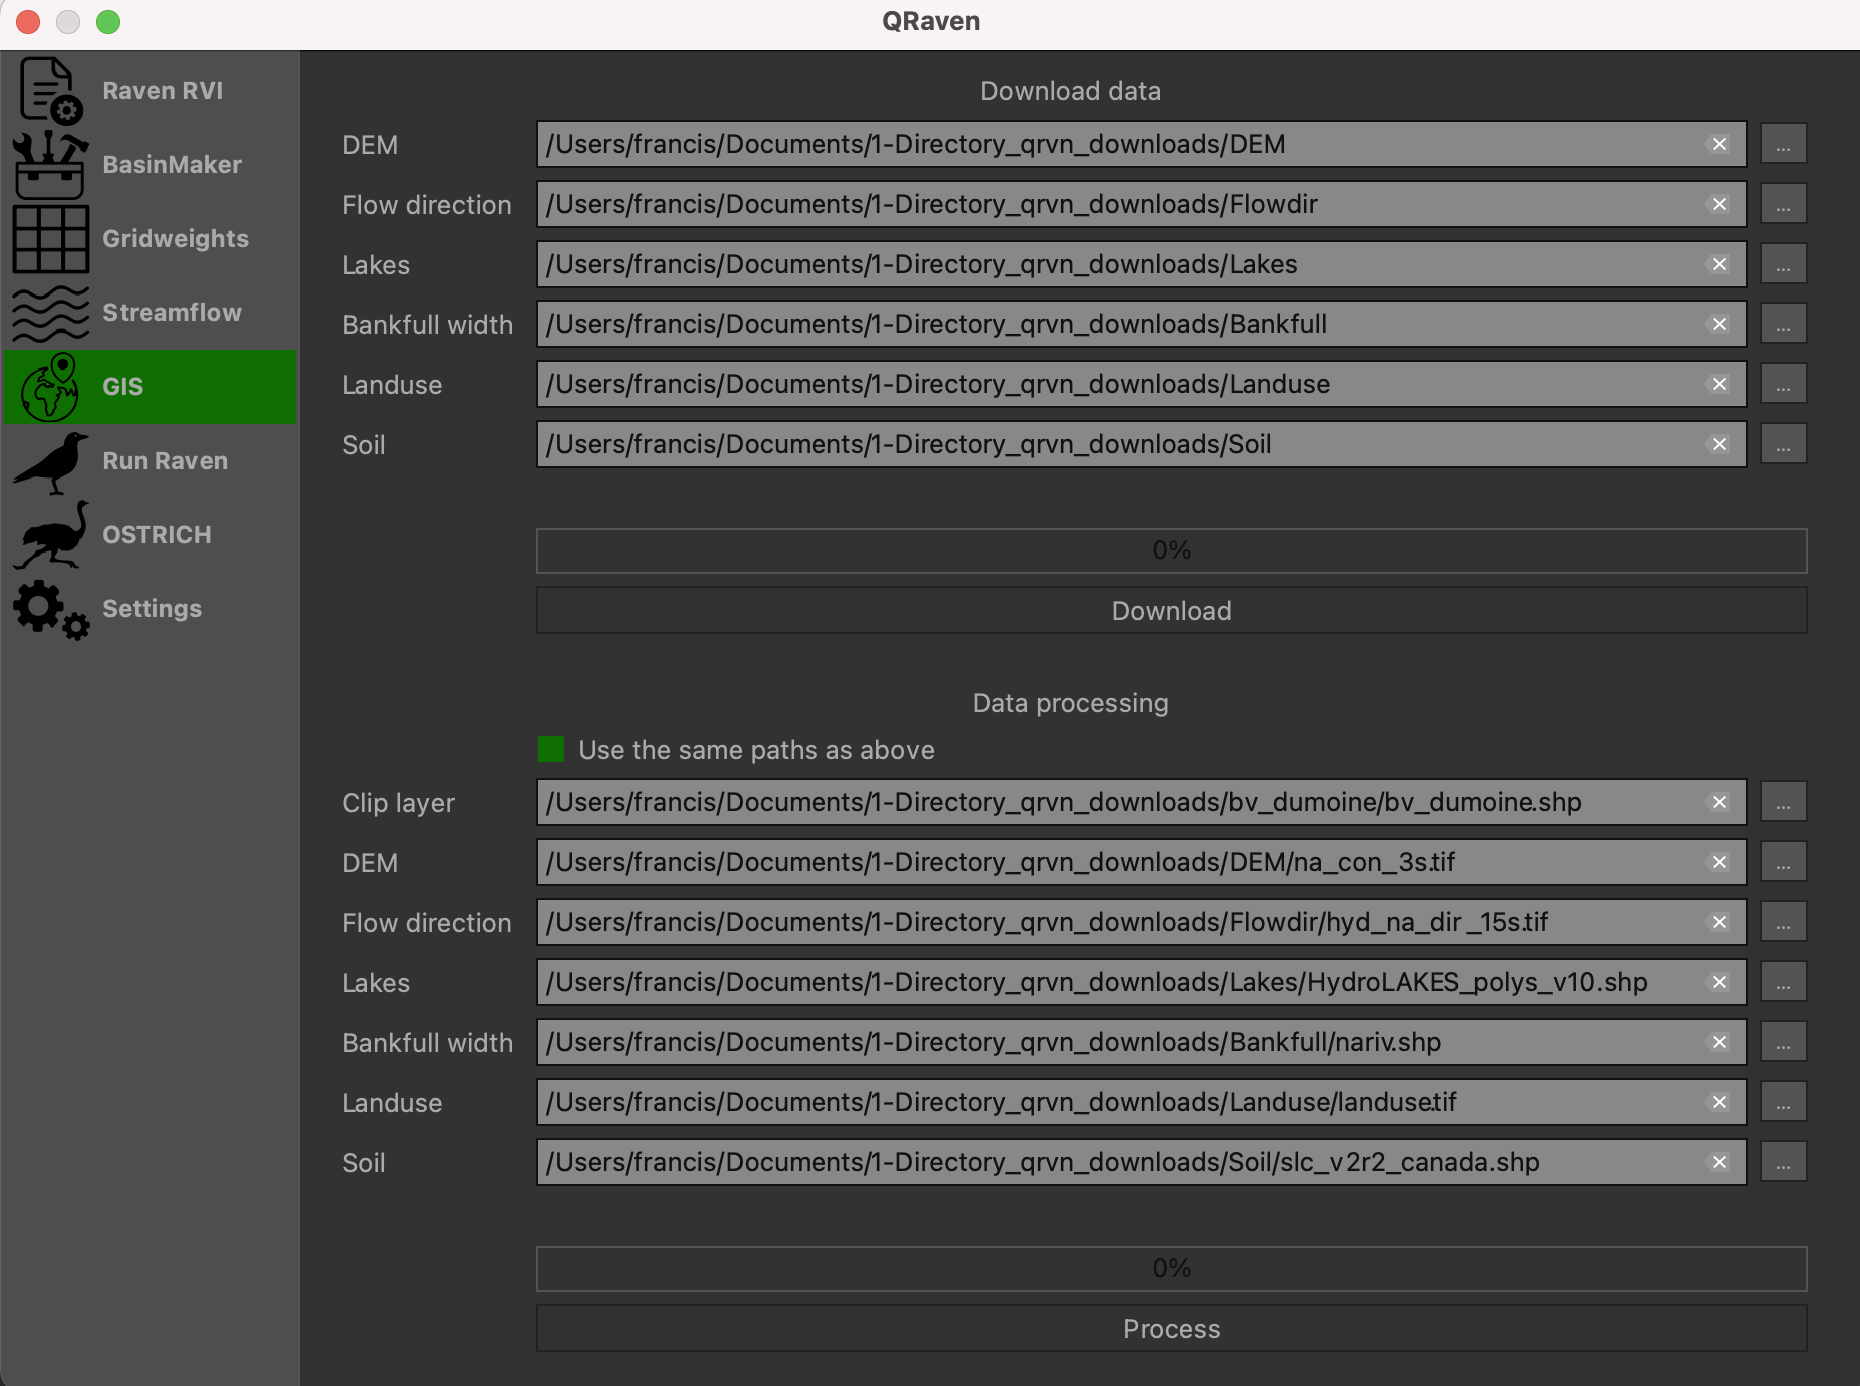 QRaven
Raven RVI
BasinMaker
Gridweights
Streamflow
GIS
Run Raven
OSTRICH
Settings
Download data
DEM /Users/francis/Documents/1-Directory_qrvn_downloads/DEM ...
Flow direction /Users/francis/Documents/1-Directory_qrvn_downloads/Flowdir ...
Lakes /Users/francis/Documents/1-Directory_qrvn_downloads/Lakes ...
Bankfull width /Users/francis/Documents/1-Directory_qrvn_downloads/Bankfull ...
Landuse /Users/francis/Documents/1-Directory_qrvn_downloads/Landuse ...
Soil /Users/francis/Documents/1-Directory_qrvn_downloads/Soil ...
0%
Download
Data processing
Use the same paths as above
Clip layer /Users/francis/Documents/1-Directory_qrvn_downloads/bv_dumoine/bv_dumoine.shp ...
DEM /Users/francis/Documents/1-Directory_qrvn_downloads/DEM/na_con_3s.tif ...
Flow direction /Users/francis/Documents/1-Directory_qrvn_downloads/Flowdir/hyd_na_dir_15s.tif ...
Lakes /Users/francis/Documents/1-Directory_qrvn_downloads/Lakes/HydroLAKES_polys_v10.shp ...
Bankfull width /Users/francis/Documents/1-Directory_qrvn_downloads/Bankfull/nariv.shp ...
Landuse /Users/francis/Documents/1-Directory_qrvn_downloads/Landuse/landuse.tif ...
Soil /Users/francis/Documents/1-Directory_qrvn_downloads/Soil/slc_v2r2_canada.shp ...
0%
Process